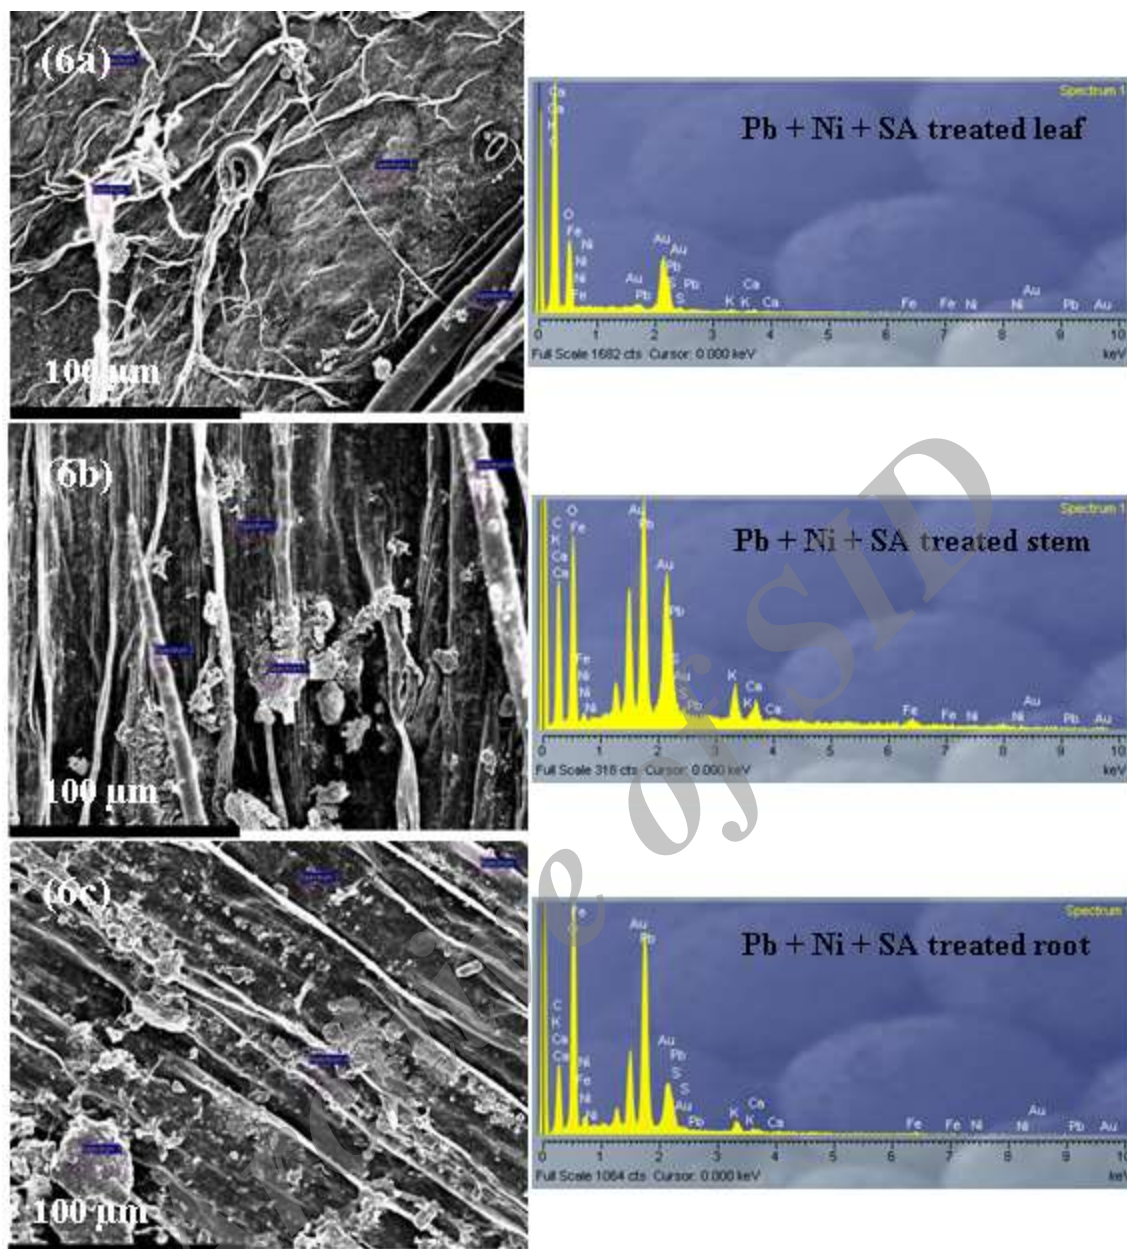 (6a)
100 µm
Spectrum 1
Pb + Ni + SA treated leaf
Ca
Ca
K
C
O
Fe
Ni
Ni
Ni
Fe
Au
Au
Au
Pb
S
Pb
Pb
S
Ca
K
K
Ca
Fe
Fe
Ni
Ni
Au
Pb
Au
0 1 2 3 4 5 6 7 8 9 10
Full Scale 1682 cts Cursor: 0.000 keV
keV
(6b)
100 µm
Spectrum 1
Pb + Ni + SA treated stem
C
K
Ca
Ca
O
Fe
Fe
Ni
Ni
Au
Pb
Au
Pb
S
Au
S
Pb
K
Ca
K
Ca
Fe
Fe
Ni
Ni
Au
Pb
Au
0 1 2 3 4 5 6 7 8 9 10
Full Scale 318 cts Cursor: 0.000 keV
keV
(6c)
100 µm
Spectrum
Pb + Ni + SA treated root
Fe
O
C
K
Ca
Ca
Ni
Fe
Ni
Ni
Au
Pb
Au
Pb
S
S
Au
Pb
K
Ca
K
Ca
Fe
Fe
Ni
Ni
Au
Pb
Au
0 1 2 3 4 5 6 7 8 9 10
Full Scale 1064 cts Cursor: 0.000 keV
keV
of SID